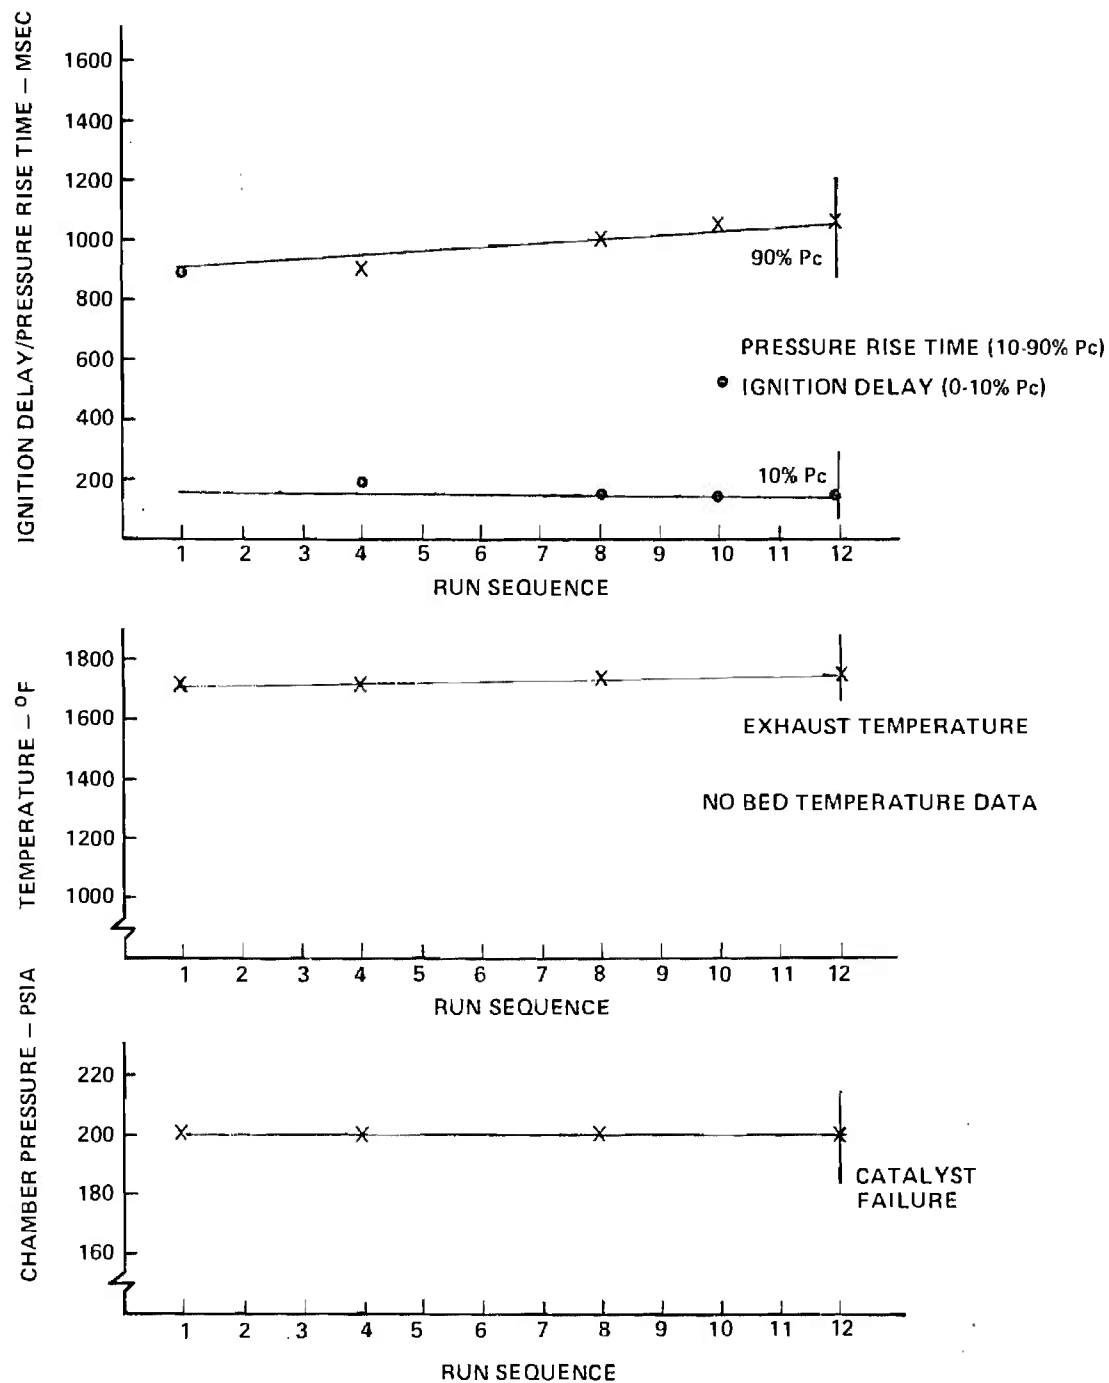 IGNITION DELAY/PRESSURE RISE TIME – MSEC
1600
1400
1200
1000
800
600
400
200
90% Pc
PRESSURE RISE TIME (10-90% Pc)
IGNITION DELAY (0-10% Pc)
10% Pc
1 2 3 4 5 6 7 8 9 10 11 12
RUN SEQUENCE
TEMPERATURE – °F
1800
1600
1400
1200
1000
EXHAUST TEMPERATURE
NO BED TEMPERATURE DATA
1 2 3 4 5 6 7 8 9 10 11 12
RUN SEQUENCE
CHAMBER PRESSURE – PSIA
220
200
180
160
CATALYST
FAILURE
1 2 3 4 5 6 7 8 9 10 11 12
RUN SEQUENCE